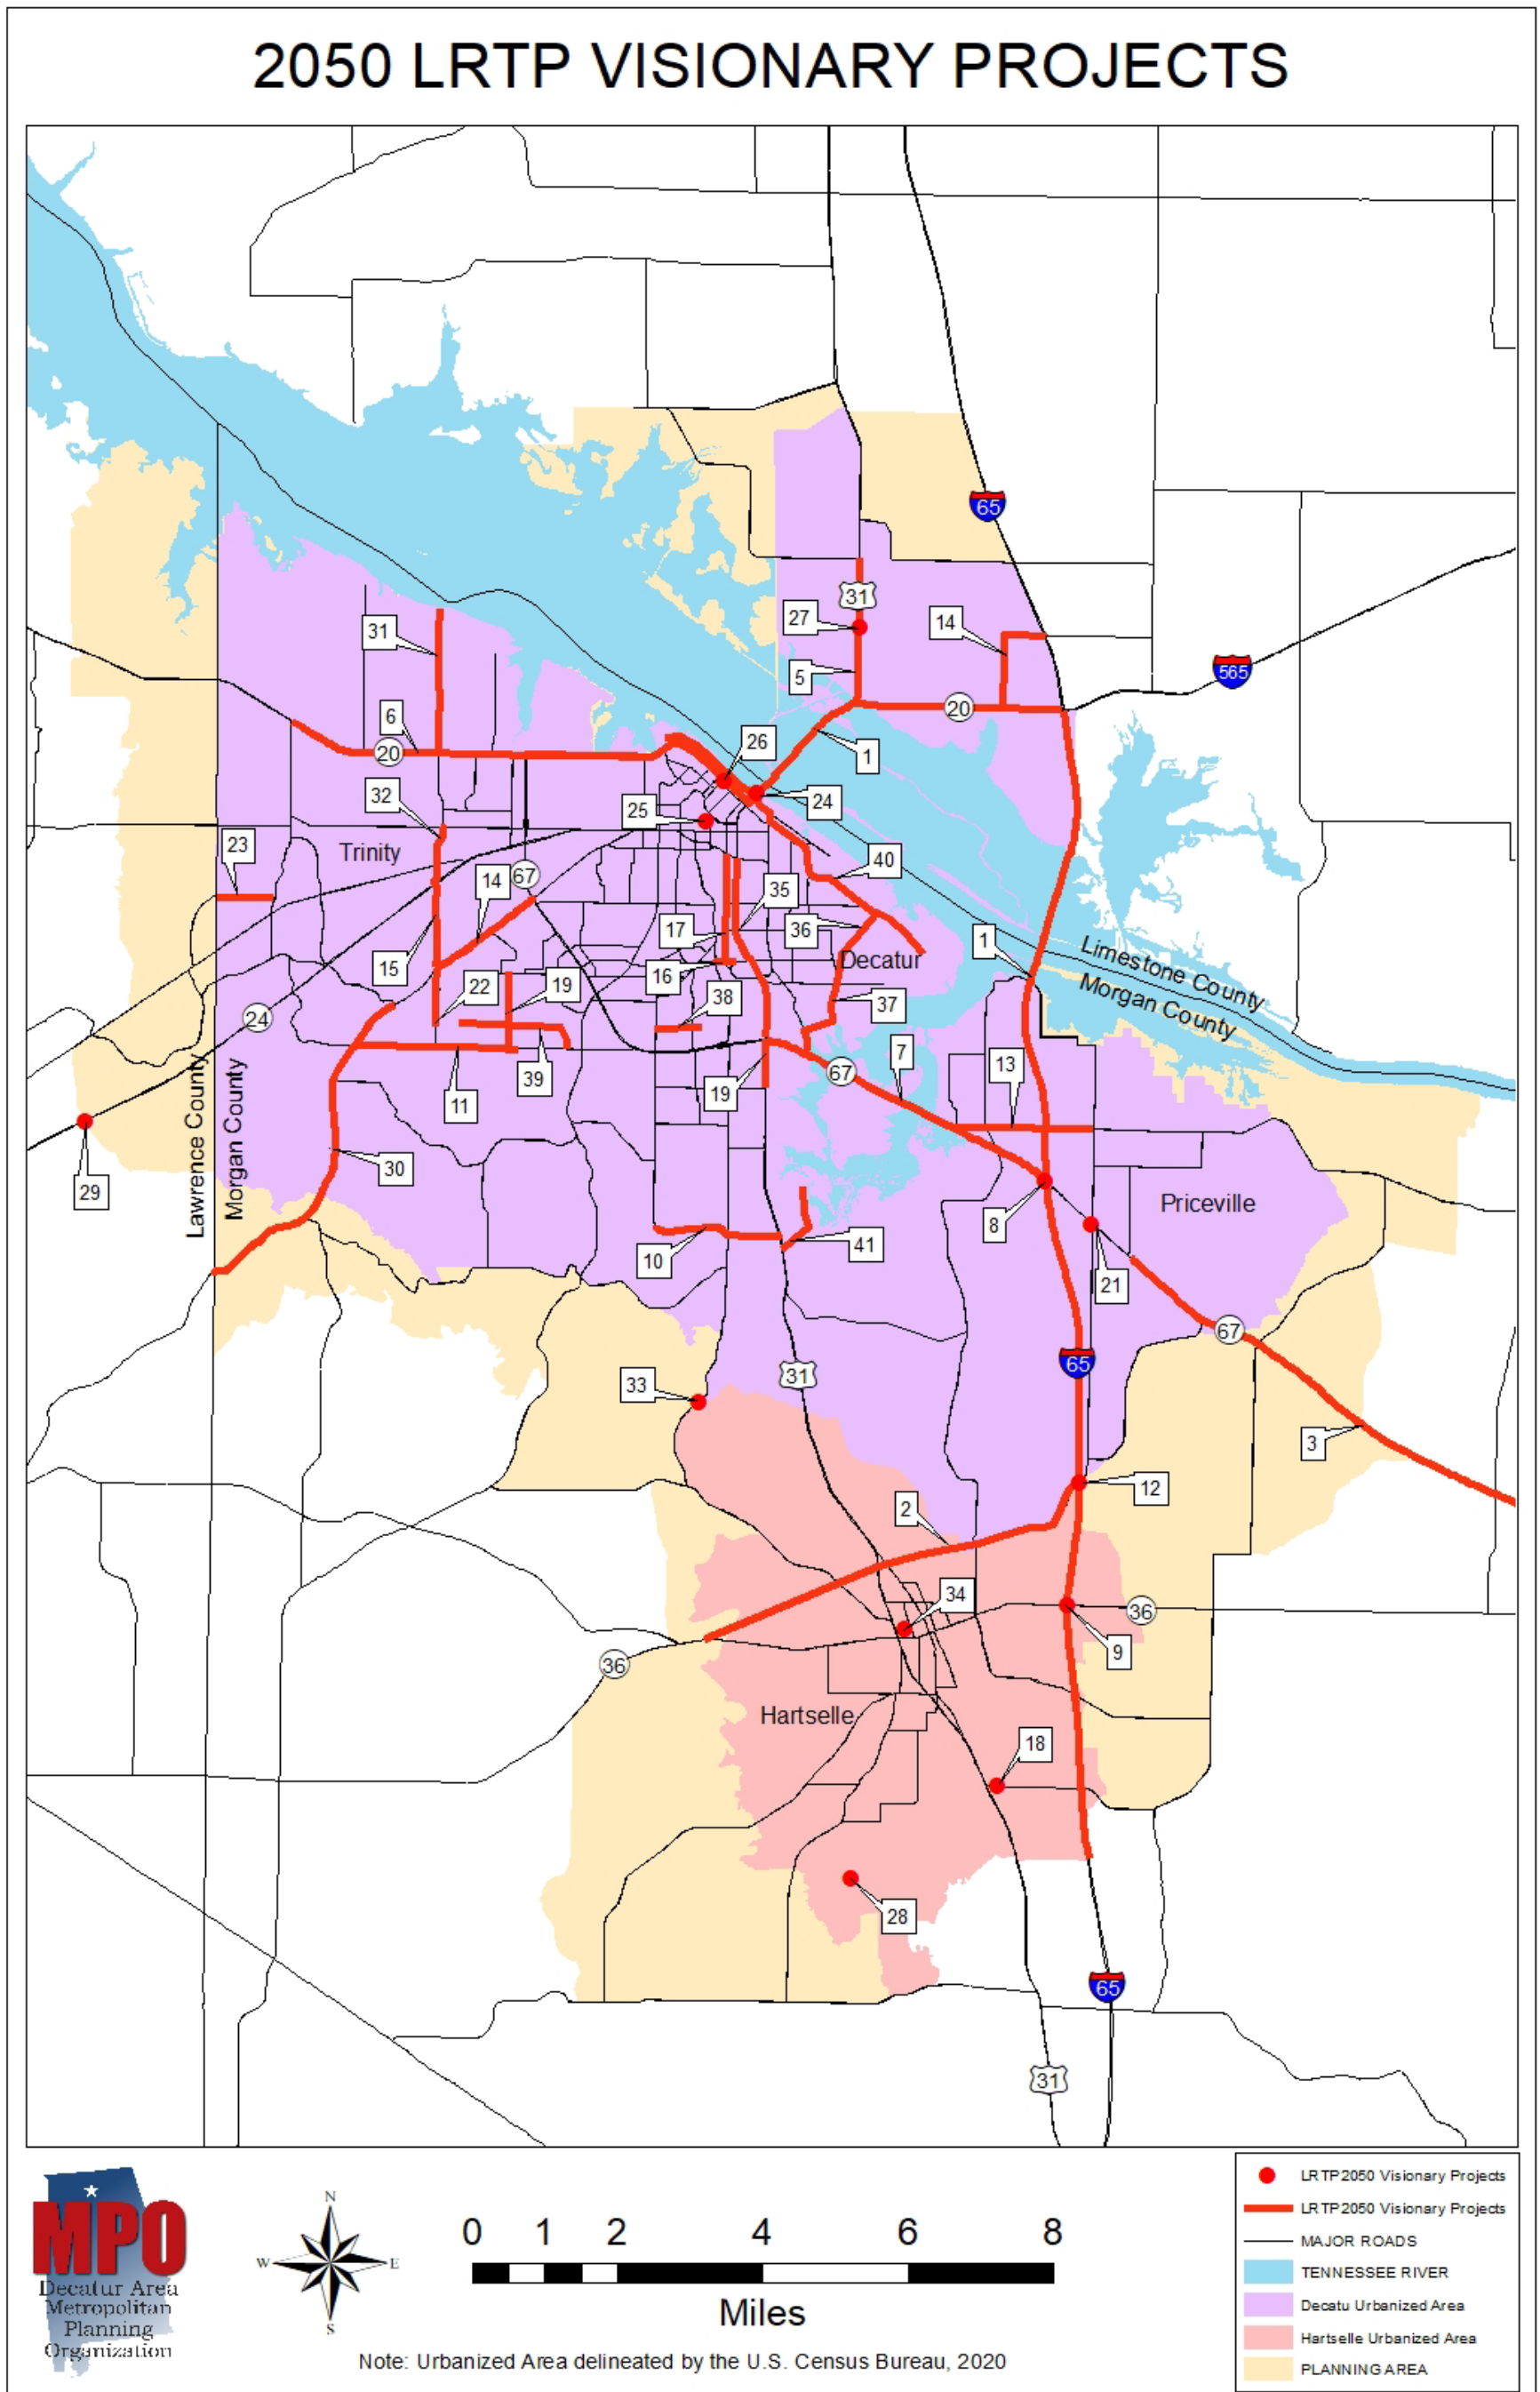 2050 LRTP VISIONARY PROJECTS
65
31
27
14
31
5
565
6
20
20
26
1
32
24
25
23
Trinity
40
14
67
35
17
36
1
Decatur
Limestone County
15
22
19
16
38
37
Morgan County
24
7
67
13
39
19
11
Lawrence County
Morgan County
30
29
Priceville
8
10
41
21
67
65
33
31
3
12
2
34
36
9
36
Hartselle
18
28
65
31
MPO
Decatur Area
Metropolitan
Planning
Organization
N
W
E
S
0 1 2 4 6 8
Miles
Note: Urbanized Area delineated by the U.S. Census Bureau, 2020
LRTP2050 Visionary Projects
LRTP2050 Visionary Projects
MAJOR ROADS
TENNESSEE RIVER
Decatu Urbanized Area
Hartselle Urbanized Area
PLANNING AREA